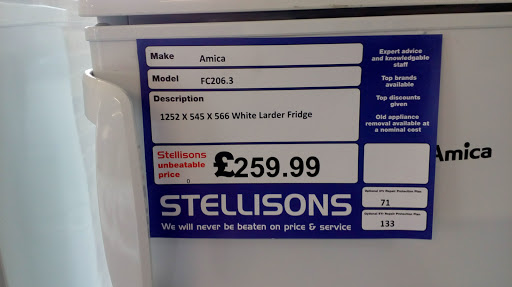 Make
Amica
Model
FC206.3
Description
1252 X 545 X 566 White Larder Fridge
Stellisons
unbeatable
price
0
£259.99
STELLISONS
We will never be beaten on price & service
Expert advice
and knowledgable
staff
Top brands
available
Top discounts
given
Old appliance
removal available at
a nominal cost
Amica
71
133